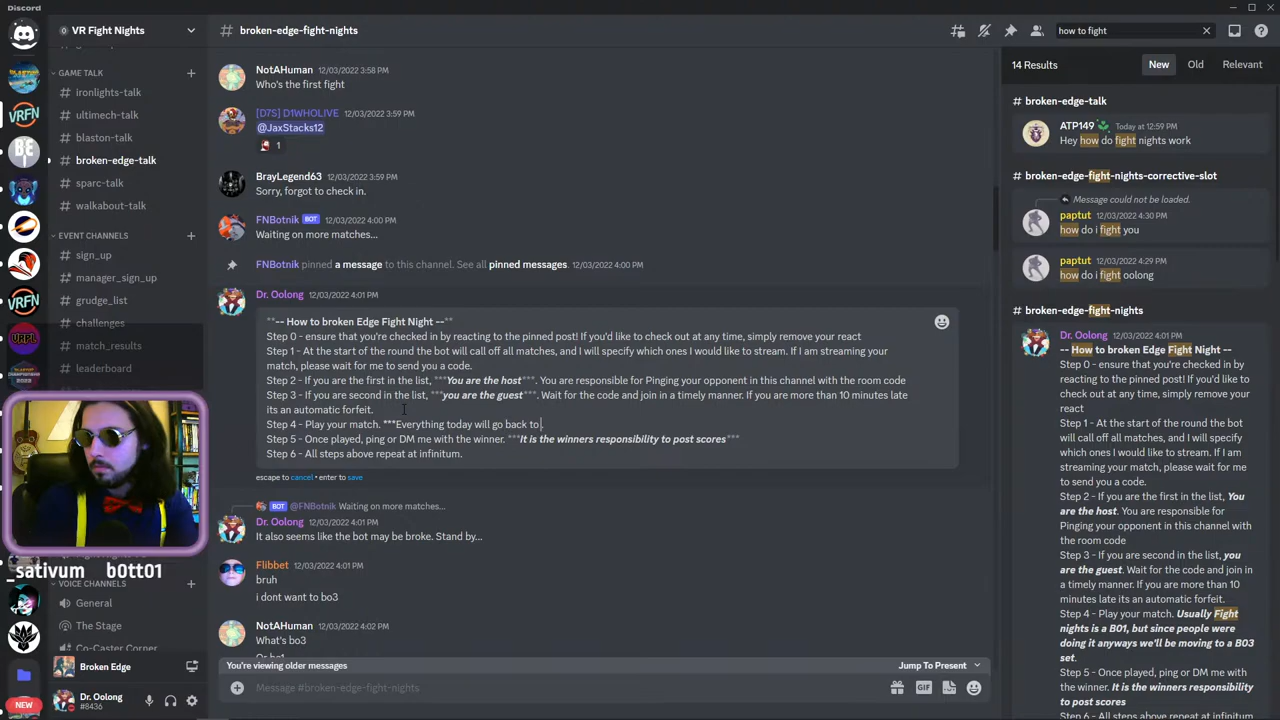 Discord
VR Fight Nights
broken-edge-fight-nights
how to fight
GAME TALK
ironlights-talk
ultimech-talk
blaston-talk
broken-edge-talk
sparc-talk
walkabout-talk
EVENT CHANNELS
sign_up
manager_sign_up
grudge_list
challenges
match_results
leaderboard
_sativum b0tt01
VOICE CHANNELS
General
The Stage
Co-Caster Corner
Broken Edge
Dr. Oolong
#8436
NEW
VRFN
BE
VRFN
VRFN
VRPL
NotAHuman 12/03/2022 3:58 PM
Who's the first fight
[D7S] D1WHOLIVE 12/03/2022 3:59 PM
@JaxStacks12
1
BrayLegend63 12/03/2022 3:59 PM
Sorry, forgot to check in.
FNBotnik BOT 12/03/2022 4:00 PM
Waiting on more matches...
FNBotnik pinned a message to this channel. See all pinned messages. 12/03/2022 4:00 PM
Dr. Oolong 12/03/2022 4:01 PM
**-- How to broken Edge Fight Night --**
Step 0 - ensure that you're checked in by reacting to the pinned post! If you'd like to check out at any time, simply remove your react
Step 1 - At the start of the round the bot will call off all matches, and I will specify which ones I would like to stream. If I am streaming your
match, please wait for me to send you a code.
Step 2 - If you are the first in the list, ***You are the host***. You are responsible for Pinging your opponent in this channel with the room code
Step 3 - If you are second in the list, ***you are the guest***. Wait for the code and join in a timely manner. If you are more than 10 minutes late
its an automatic forfeit.
Step 4 - Play your match. ***Everything today will go back to
Step 5 - Once played, ping or DM me with the winner. ***It is the winners responsibility to post scores***
Step 6 - All steps above repeat at infinitum.
escape to cancel • enter to save
BOT @FNBotnik Waiting on more matches...
Dr. Oolong 12/03/2022 4:01 PM
It also seems like the bot may be broke. Stand by...
Flibbet 12/03/2022 4:01 PM
bruh
i dont want to bo3
NotAHuman 12/03/2022 4:02 PM
What's bo3
Or bo1
You're viewing older messages
Jump To Present
Message #broken-edge-fight-nights
GIF
14 Results
New
Old
Relevant
# broken-edge-talk
ATP149 Today at 12:59 PM
Hey how do fight nights work
# broken-edge-fight-nights-corrective-slot
Message could not be loaded.
paptut 12/03/2022 4:30 PM
how do i fight you
paptut 12/03/2022 4:29 PM
how do i fight oolong
# broken-edge-fight-nights
Dr. Oolong 12/03/2022 4:01 PM
-- How to broken Edge Fight Night --
Step 0 - ensure that you're checked in by
reacting to the pinned post! If you'd like to
check out at any time, simply remove your
react
Step 1 - At the start of the round the bot
will call off all matches, and I will specify
which ones I would like to stream. If I am
streaming your match, please wait for me
to send you a code.
Step 2 - If you are the first in the list, You
are the host. You are responsible for
Pinging your opponent in this channel with
the room code
Step 3 - If you are second in the list, you
are the guest. Wait for the code and join in
a timely manner. If you are more than 10
minutes late its an automatic forfeit.
Step 4 - Play your match. Usually Fight
nights is a BO1, but since people were
doing it anyways we'll be moving to a BO3
set.
Step 5 - Once played, ping or DM me with
the winner. It is the winners responsibility
to post scores
Step 6 - All steps above repeat at infinitum